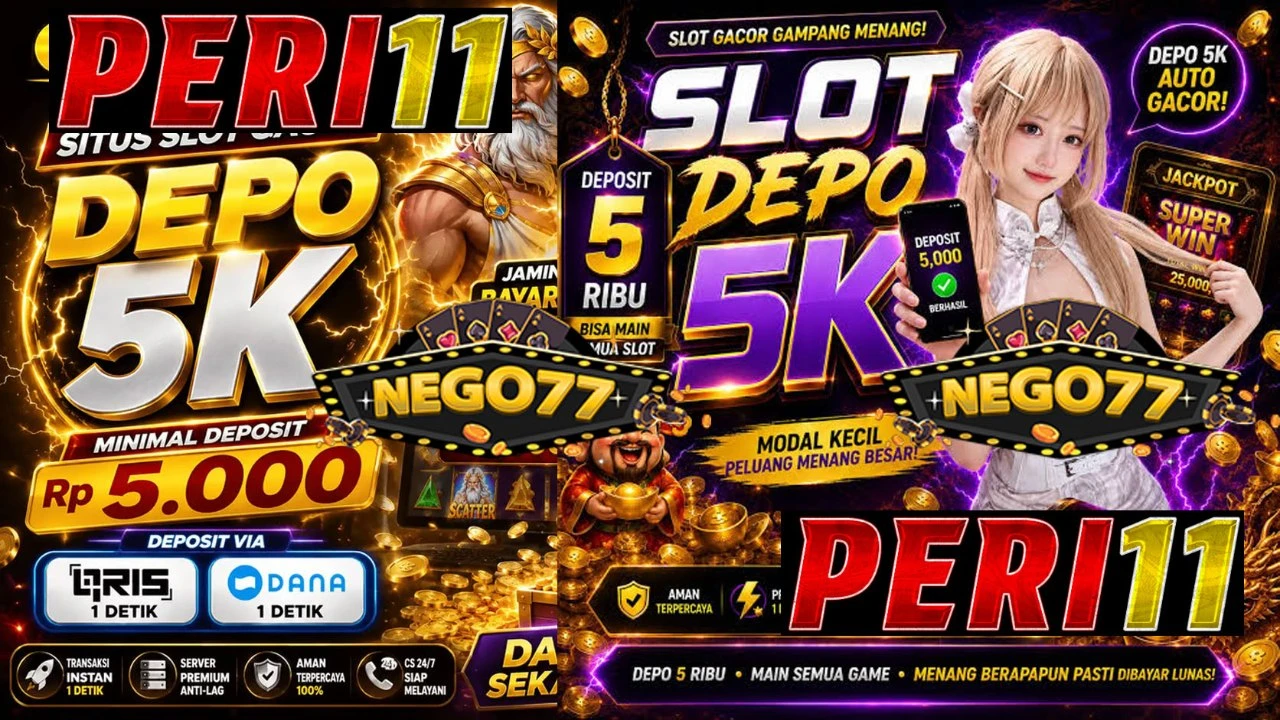 PERI11
SITUS SLOT
DEPO
5K
JAMIN
BAYAR
MINIMAL DEPOSIT
Rp 5.000
SCATTER
DEPOSIT VIA
QRIS
1 DETIK
DANA
1 DETIK
TRANSAKSI
INSTAN
1 DETIK
SERVER
PREMIUM
ANTI-LAG
AMAN
TERPERCAYA
100%
24
CS 24/7
SIAP
MELAYANI
NEGO77
SLOT GACOR GAMPANG MENANG!
SLOT
DEPO
5K
DEPOSIT
5
RIBU
BISA MAIN
SLOT
DEPO 5K
AUTO
GACOR!
JACKPOT
SUPER
WIN
25,000
DEPOSIT
5,000
BERHASIL
NEGO77
MODAL KECIL
PELUANG MENANG BESAR!
AMAN
TERPERCAYA
PERI11
DEPO 5 RIBU • MAIN SEMUA GAME • MENANG BERAPAPUN PASTI DIBAYAR LUNAS!